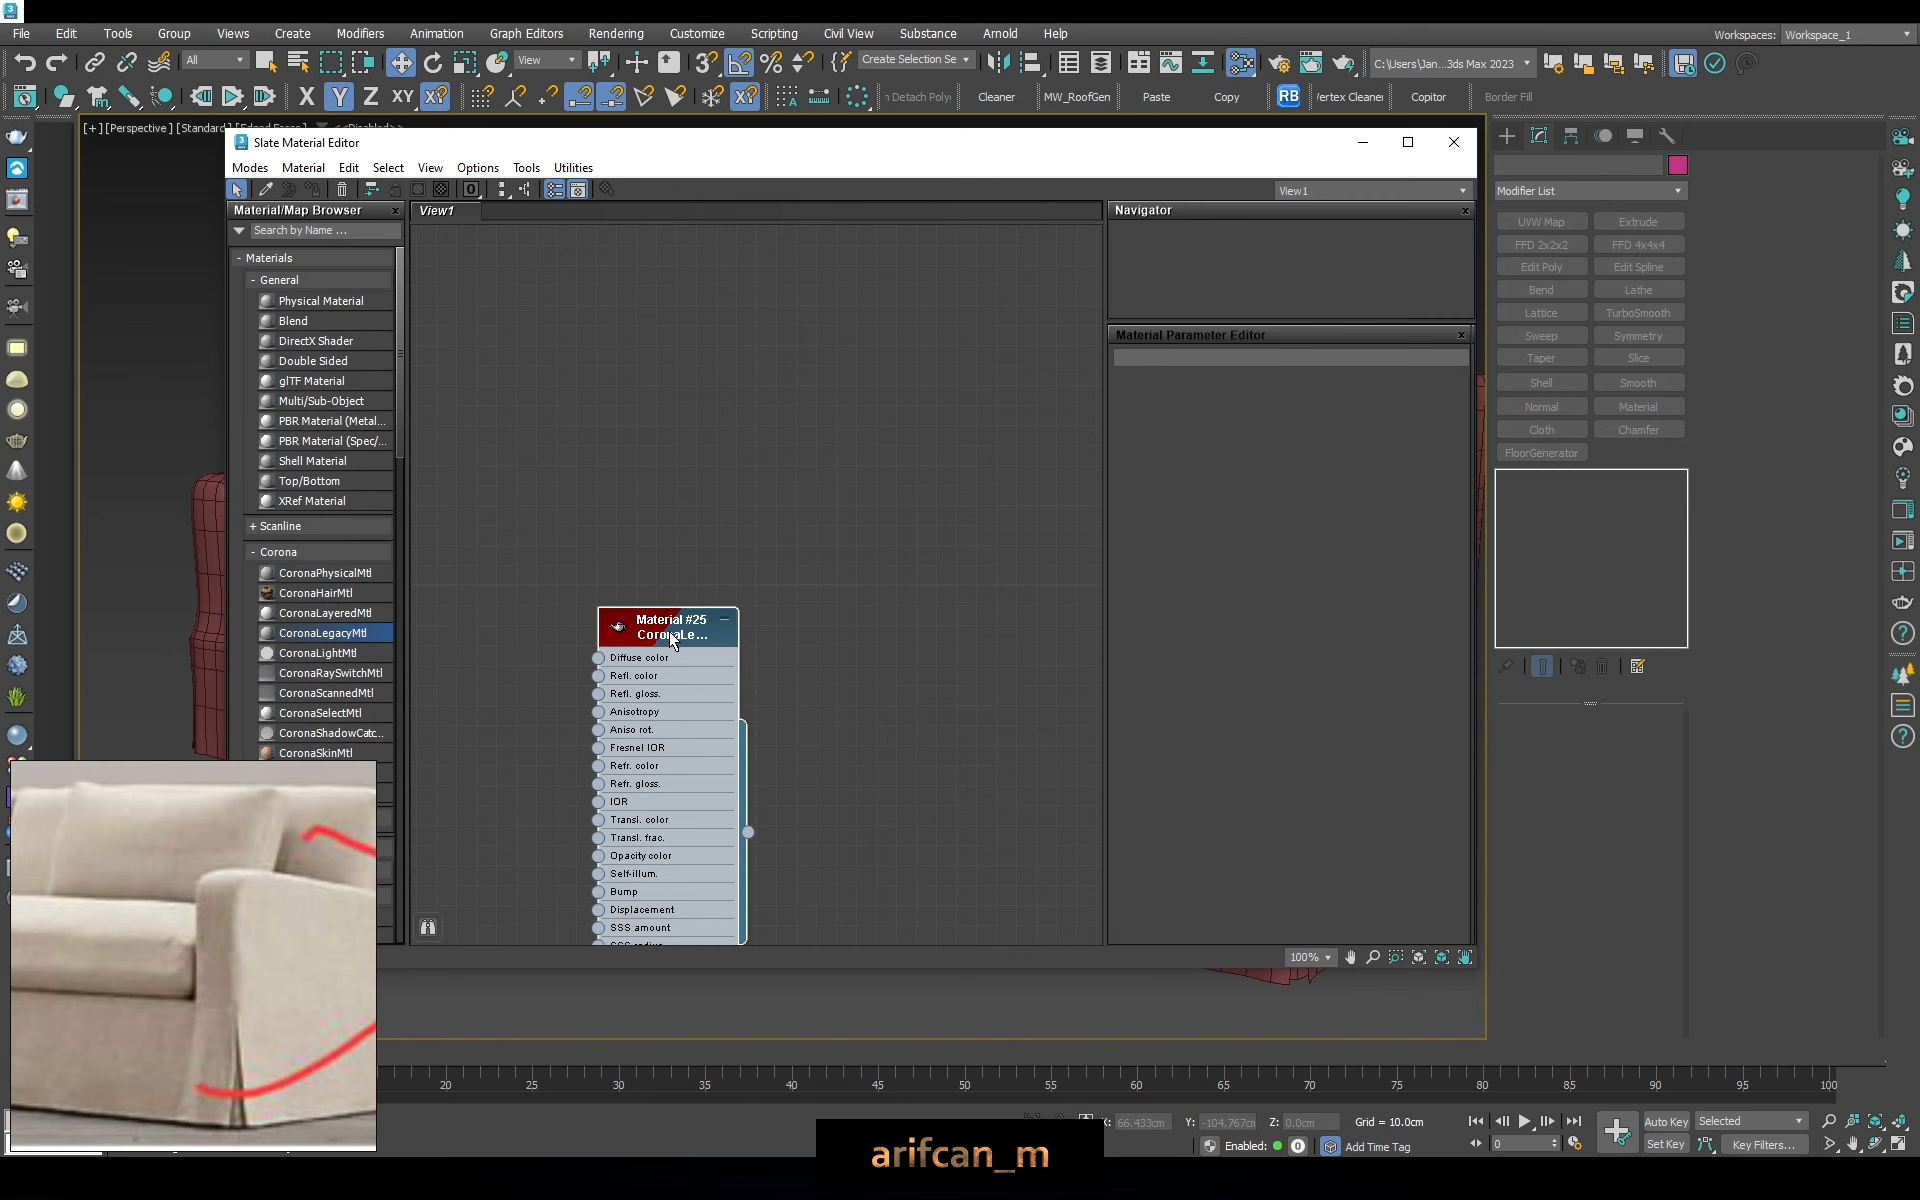 File Edit Tools Group Views Create Modifiers Animation Graph Editors Rendering Customize Scripting Civil View Substance Arnold Help
Workspaces: Workspace_1
All
View
Create Selection Se
C:\Users\Jan...3ds Max 2023
X Y Z XY XY
Detach Poly Cleaner MW_RoofGen Paste Copy RB Vertex Cleaner Copitor Border Fill
[+] [Perspective ] [Standard] [Edged Faces] <<Disabled>>
Slate Material Editor
Modes Material Edit Select View Options Tools Utilities
View1
Material/Map Browser
View1
Navigator
Search by Name ...
- Materials
- General
Physical Material
Blend
DirectX Shader
Double Sided
glTF Material
Multi/Sub-Object
PBR Material (Metal...
PBR Material (Spec/...
Shell Material
Top/Bottom
XRef Material
+ Scanline
- Corona
CoronaPhysicalMtl
CoronaHairMtl
CoronaLayeredMtl
CoronaLegacyMtl
CoronaLightMtl
CoronaRaySwitchMtl
CoronaScannedMtl
CoronaSelectMtl
CoronaShadowCatc...
CoronaSkinMtl
Material #25
CoronaLe...
Diffuse color
Refl. color
Refl. gloss.
Anisotropy
Aniso rot.
Fresnel IOR
Refr. color
Refr. gloss.
IOR
Transl. color
Transl. frac.
Opacity color
Self-illum.
Bump
Displacement
SSS amount
SSS radius
Material Parameter Editor
100%
Modifier List
UVW Map Extrude
FFD 2x2x2 FFD 4x4x4
Edit Poly Edit Spline
Bend Lathe
Lattice TurboSmooth
Sweep Symmetry
Taper Slice
Shell Smooth
Normal Material
Cloth Chamfer
FloorGenerator
20 25 30 35 40 45 50 55 60 65 70 75 80 85 90 95 100
X: 66.433cm Y: -104.767cm Z: 0.0cm Grid = 10.0cm
Auto Key Selected
Enabled: 0 Add Time Tag
0
Set Key Key Filters...
arifcan_m